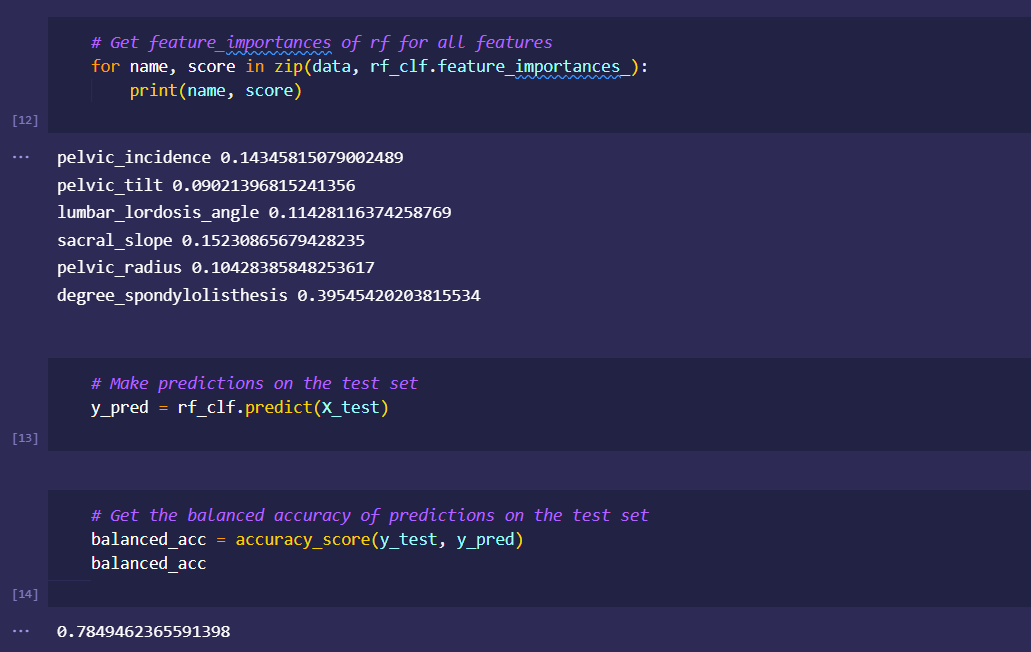 # Get feature_importances of rf for all features
for name, score in zip(data, rf_clf.feature_importances_):
    print(name, score)
[12]
... pelvic_incidence 0.14345815079002489
pelvic_tilt 0.09021396815241356
lumbar_lordosis_angle 0.11428116374258769
sacral_slope 0.15230865679428235
pelvic_radius 0.10428385848253617
degree_spondylolisthesis 0.39545420203815534
# Make predictions on the test set
y_pred = rf_clf.predict(X_test)
[13]
# Get the balanced accuracy of predictions on the test set
balanced_acc = accuracy_score(y_test, y_pred)
balanced_acc
[14]
... 0.7849462365591398